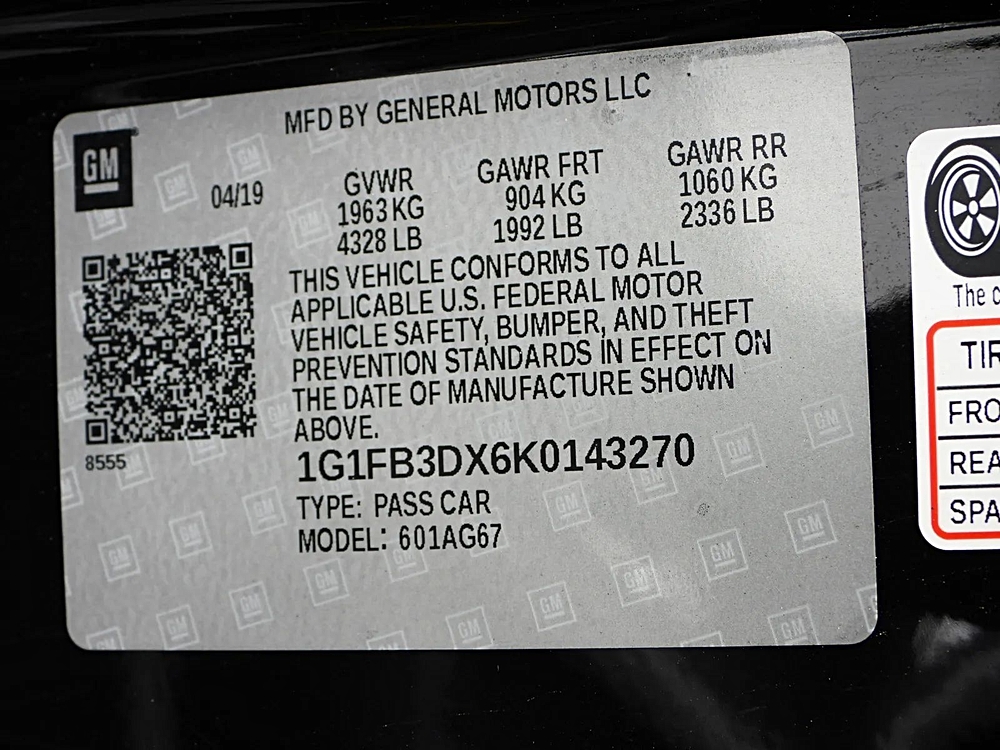 MFD BY GENERAL MOTORS LLC
GM
04/19
GVWR
1963 KG
4328 LB
GAWR FRT
904 KG
1992 LB
GAWR RR
1060 KG
2336 LB
THIS VEHICLE CONFORMS TO ALL
APPLICABLE U.S. FEDERAL MOTOR
VEHICLE SAFETY, BUMPER, AND THEFT
PREVENTION STANDARDS IN EFFECT ON
THE DATE OF MANUFACTURE SHOWN
ABOVE.
8555
1G1FB3DX6K0143270
TYPE: PASS CAR
MODEL: 601AG67
The c
TIR
FRO
REA
SPA